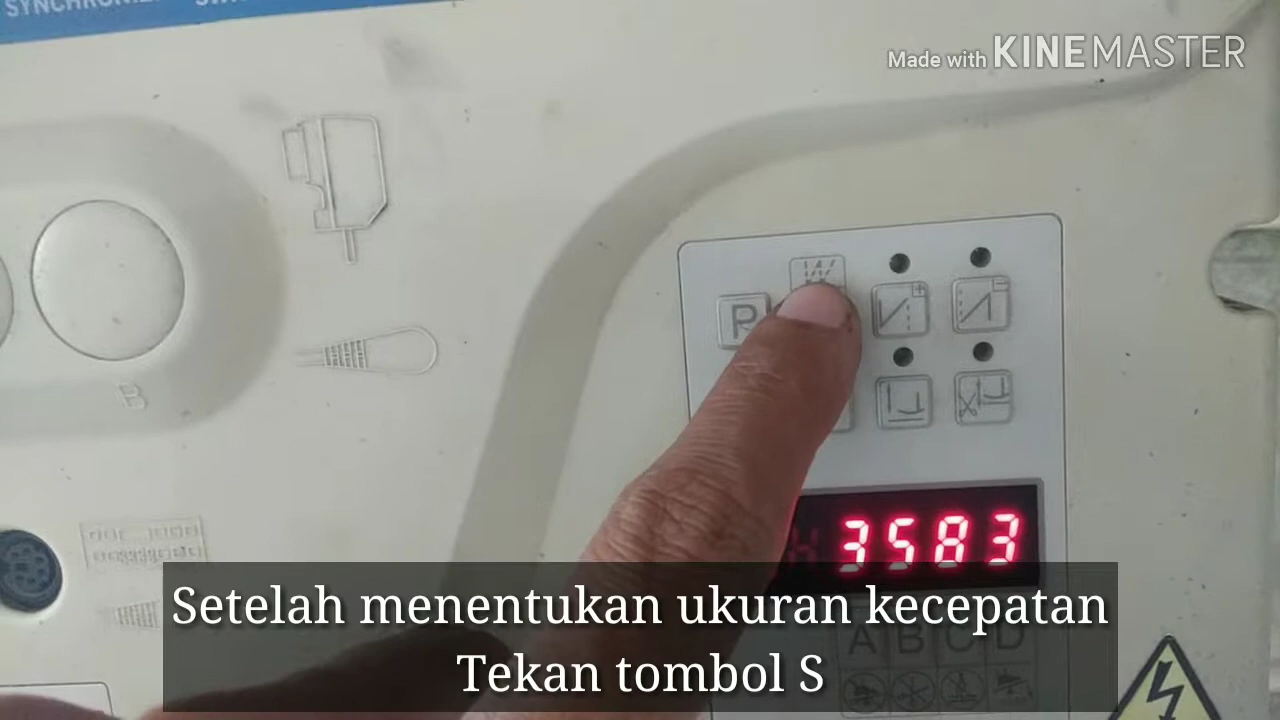 SYNCHRONIZ
Made with KINEMASTER
P
B
3583
A B C D
Setelah menentukan ukuran kecepatan
Tekan tombol S